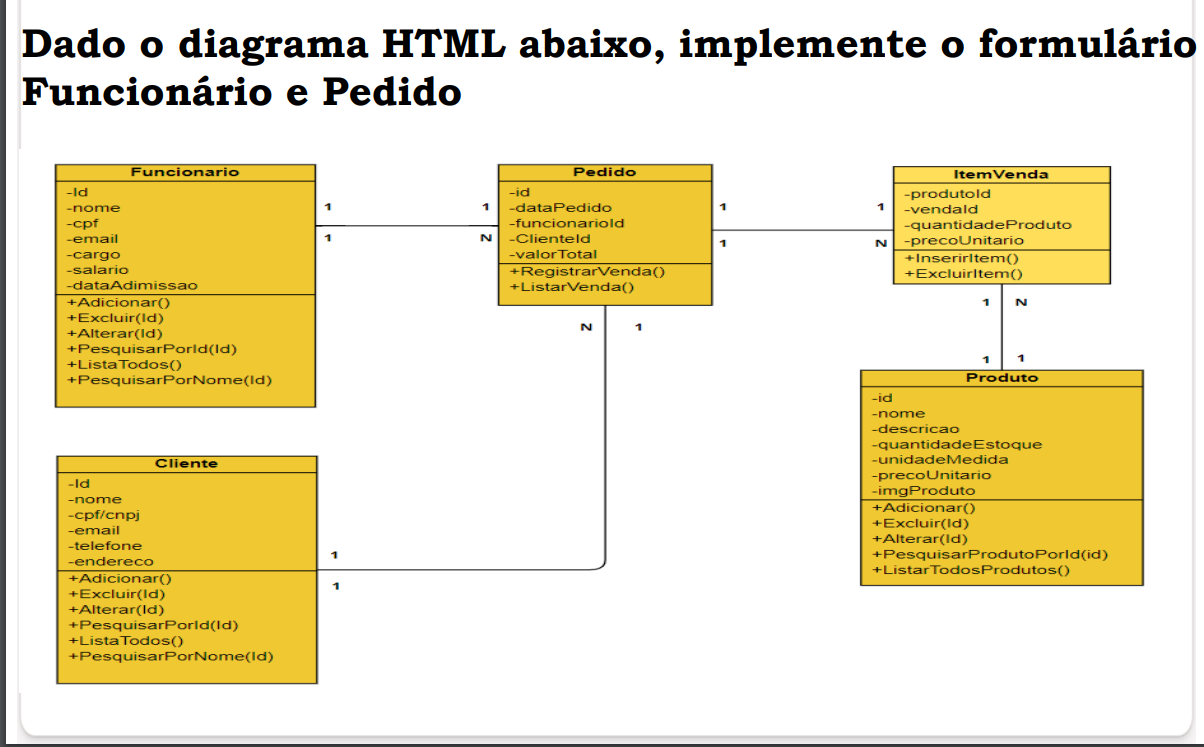 Dado o diagrama HTML abaixo, implemente o formulário
Funcionário e Pedido
Funcionario
-Id
-nome
-cpf
-email
-cargo
-salario
-dataAdimissao
+Adicionar()
+Excluir(Id)
+Alterar(Id)
+PesquisarPorId(Id)
+ListaTodos()
+PesquisarPorNome(Id)
1
1
1
N
Pedido
-id
-dataPedido
-funcionarioId
-ClienteId
-valorTotal
+RegistrarVenda()
+ListarVenda()
1
1
1
N
ItemVenda
-produtoId
-vendaId
-quantidadeProduto
-precoUnitario
+InserirItem()
+ExcluirItem()
1 N
1 1
N 1
Produto
-id
-nome
-descricao
-quantidadeEstoque
-unidadeMedida
-precoUnitario
-imgProduto
+Adicionar()
+Excluir(Id)
+Alterar(Id)
+PesquisarProdutoPorId(id)
+ListarTodosProdutos()
Cliente
-Id
-nome
-cpf/cnpj
-email
-telefone
-endereco
+Adicionar()
+Excluir(Id)
+Alterar(Id)
+PesquisarPorId(Id)
+ListaTodos()
+PesquisarPorNome(Id)
1
1